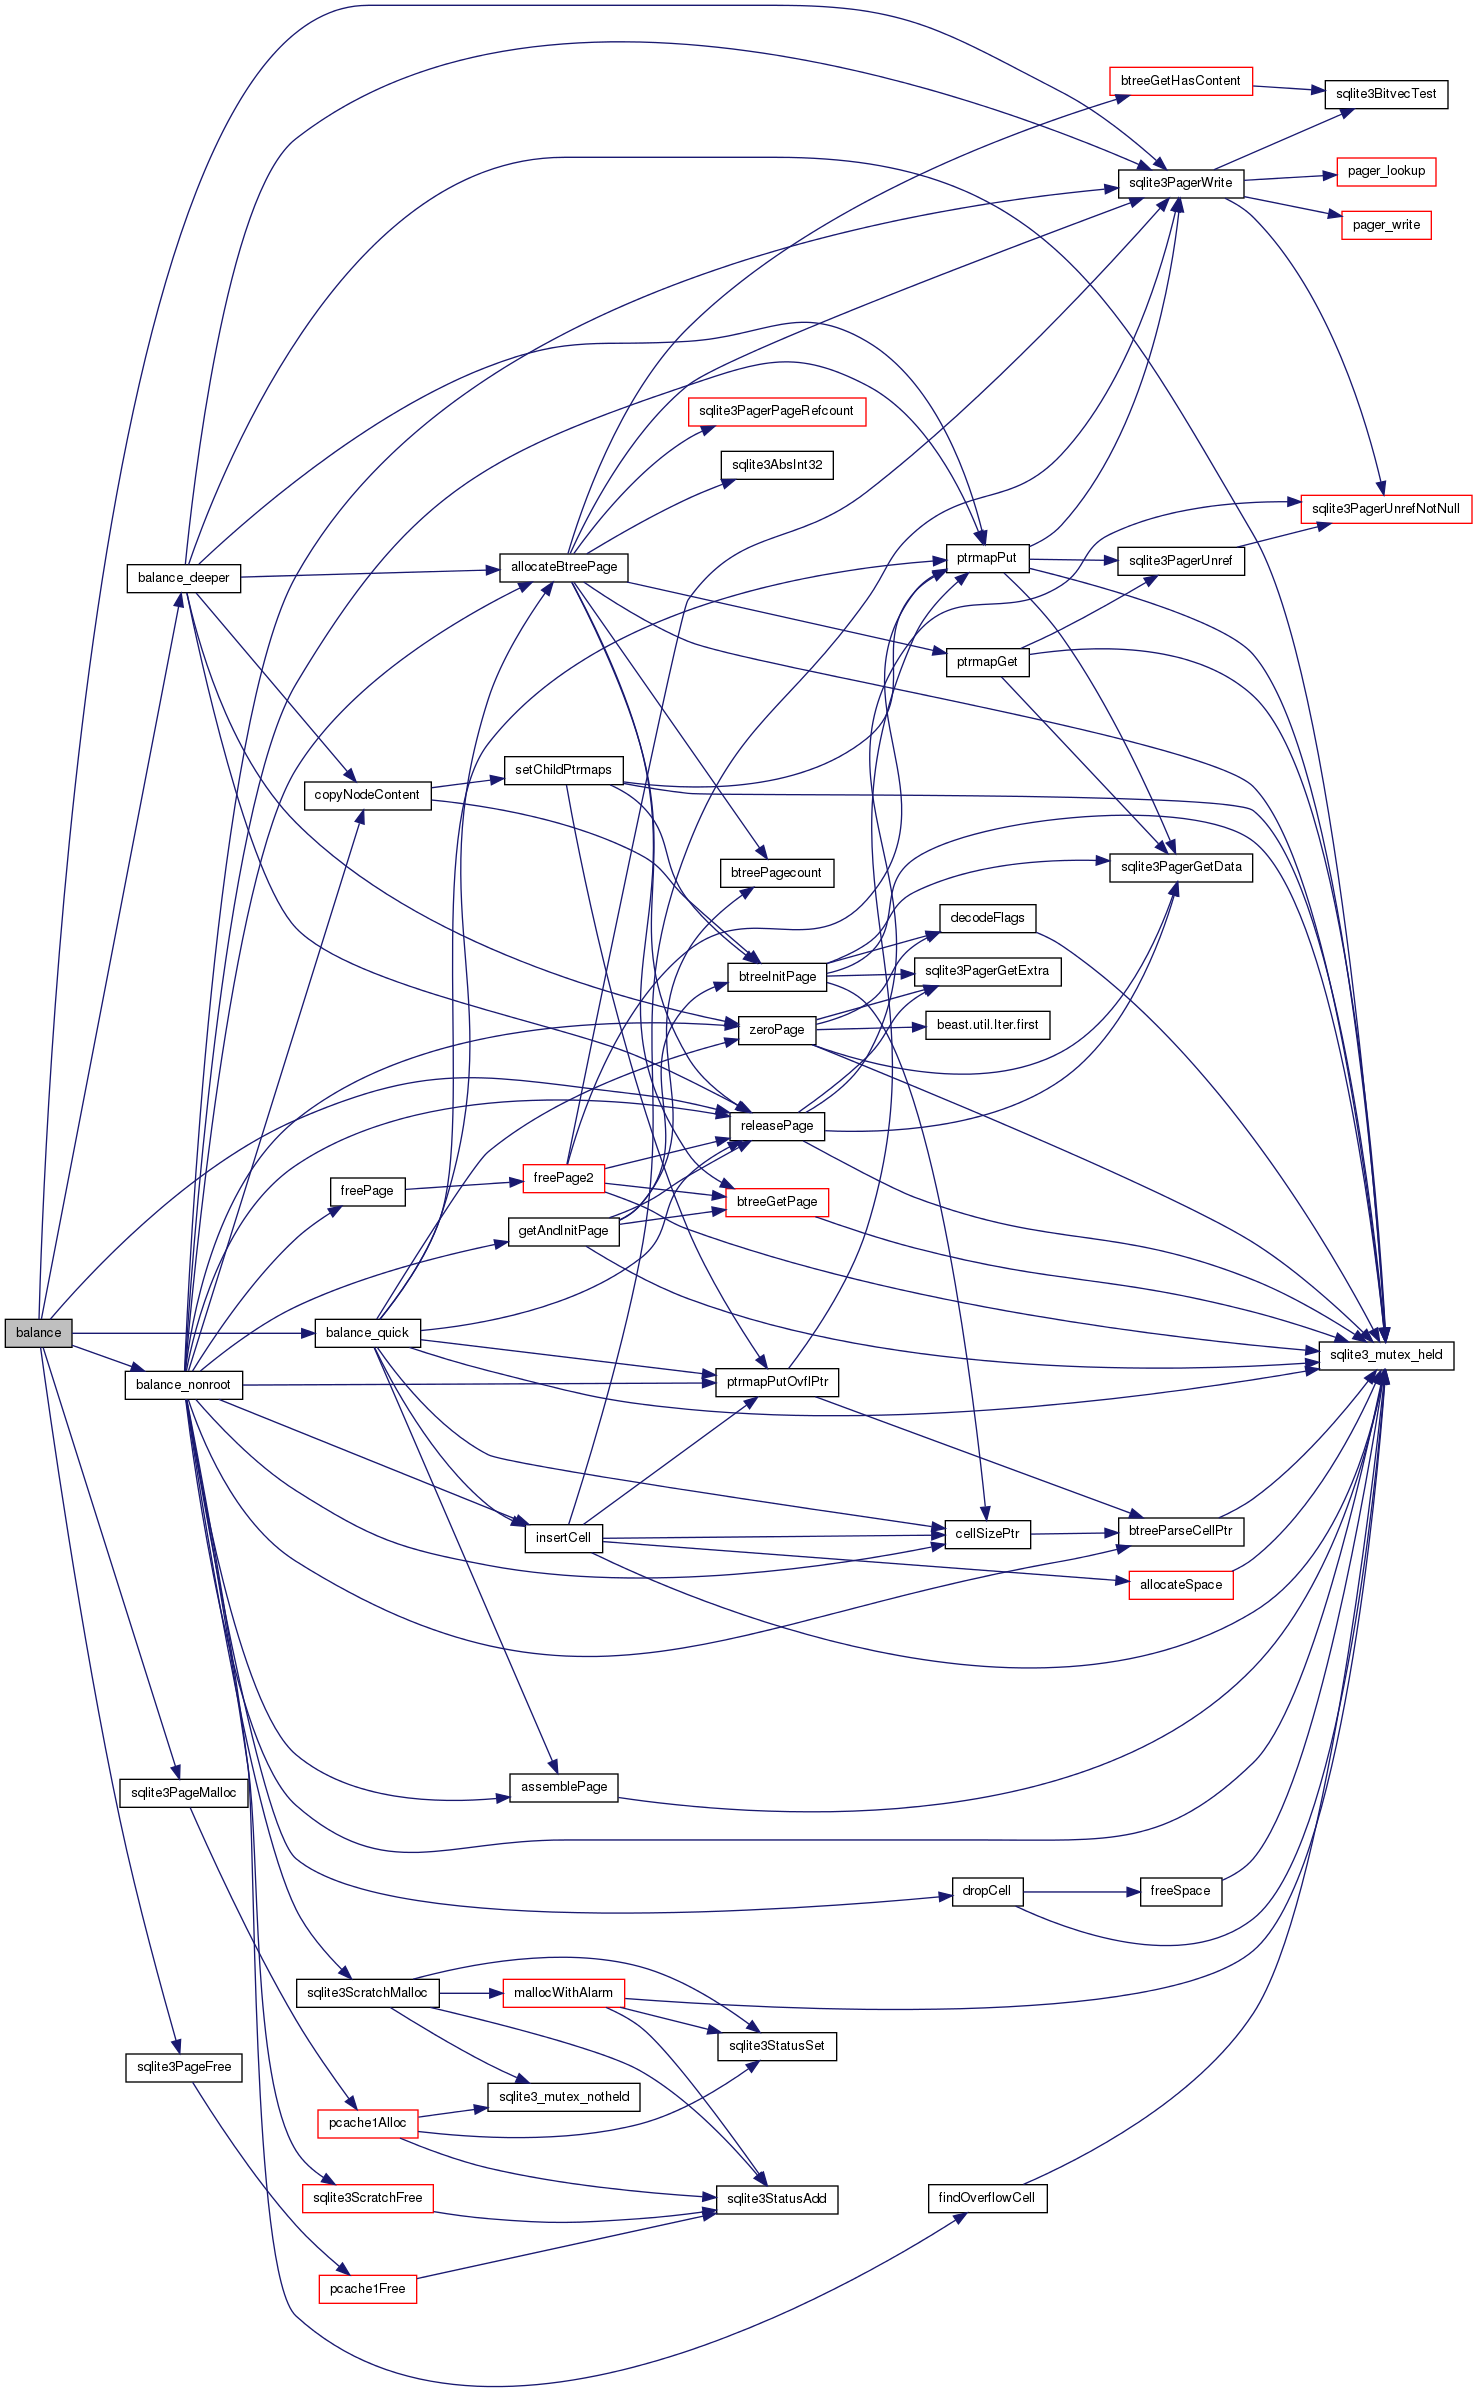 btreeGetHasContent
sqlite3BitvecTest
pager_lookup
sqlite3PagerWrite
pager_write
sqlite3PagerPageRefcount
sqlite3AbsInt32
sqlite3PagerUnrefNotNull
ptrmapPut
sqlite3PagerUnref
allocateBtreePage
balance_deeper
ptrmapGet
setChildPtrmaps
copyNodeContent
btreePagecount
sqlite3PagerGetData
decodeFlags
btreeInitPage
sqlite3PagerGetExtra
zeroPage
beast.util.Iter.first
releasePage
freePage2
freePage
btreeGetPage
getAndInitPage
balance
balance_quick
sqlite3_mutex_held
balance_nonroot
ptrmapPutOvflPtr
insertCell
cellSizePtr
btreeParseCellPtr
allocateSpace
sqlite3PageMalloc
assemblePage
dropCell
freeSpace
sqlite3ScratchMalloc
mallocWithAlarm
sqlite3StatusSet
sqlite3PageFree
sqlite3_mutex_notheld
pcache1Alloc
sqlite3ScratchFree
sqlite3StatusAdd
findOverflowCell
pcache1Free